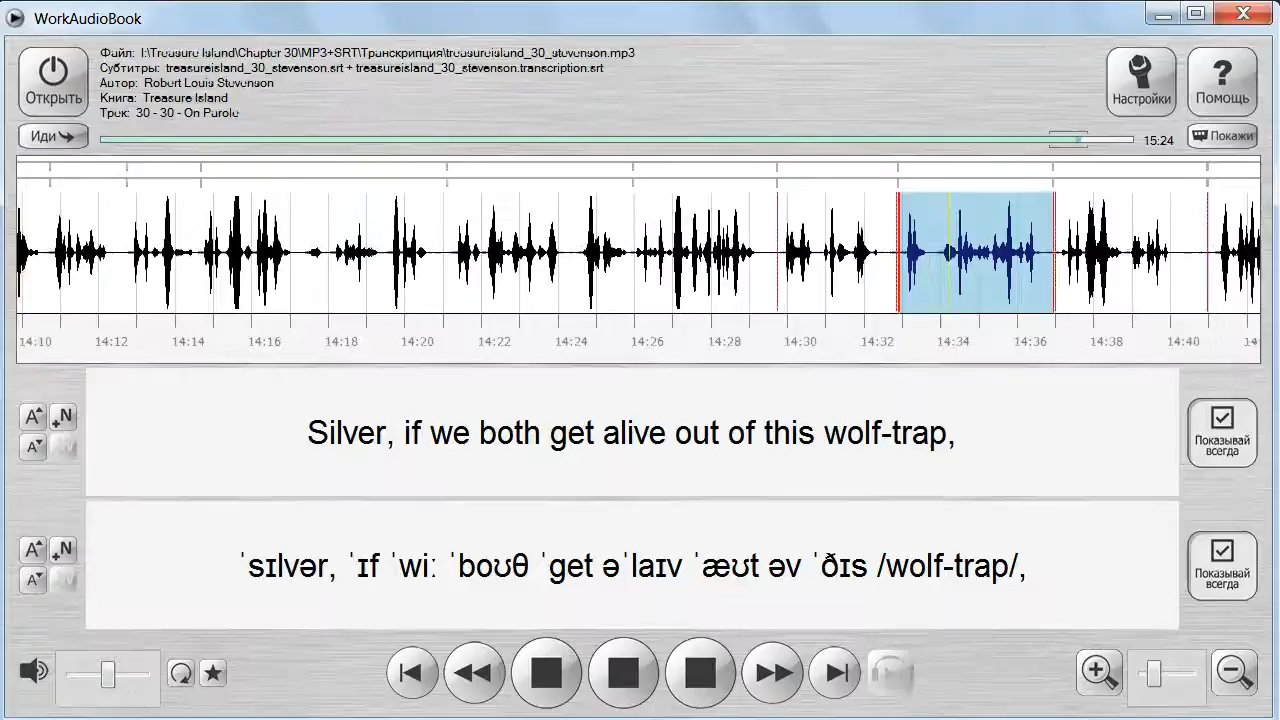 WorkAudioBook
Открыть
Файл: I:\Treasure Island\Chapter 30\MP3+SRT\Транскрипция\treasureisland_30_stevenson.mp3
Субтитры: treasureisland_30_stevenson.srt + treasureisland_30_stevenson.transcription.srt
Автор: Robert Louis Stevenson
Книга: Treasure Island
Трек: 30 - 30 - On Parole
Настройки
? Помощь
Иди
15:24
Покажи
14:10 14:12 14:14 14:16 14:18 14:20 14:22 14:24 14:26 14:28 14:30 14:32 14:34 14:36 14:38 14:40 14
A N
A
Silver, if we both get alive out of this wolf-trap,
Показывай
всегда
A N
A
ˈsɪlvər, ˈɪf ˈwiː ˈboʊθ ˈget əˈlaɪv ˈæʊt əv ˈðɪs /wolf-trap/,
Показывай
всегда